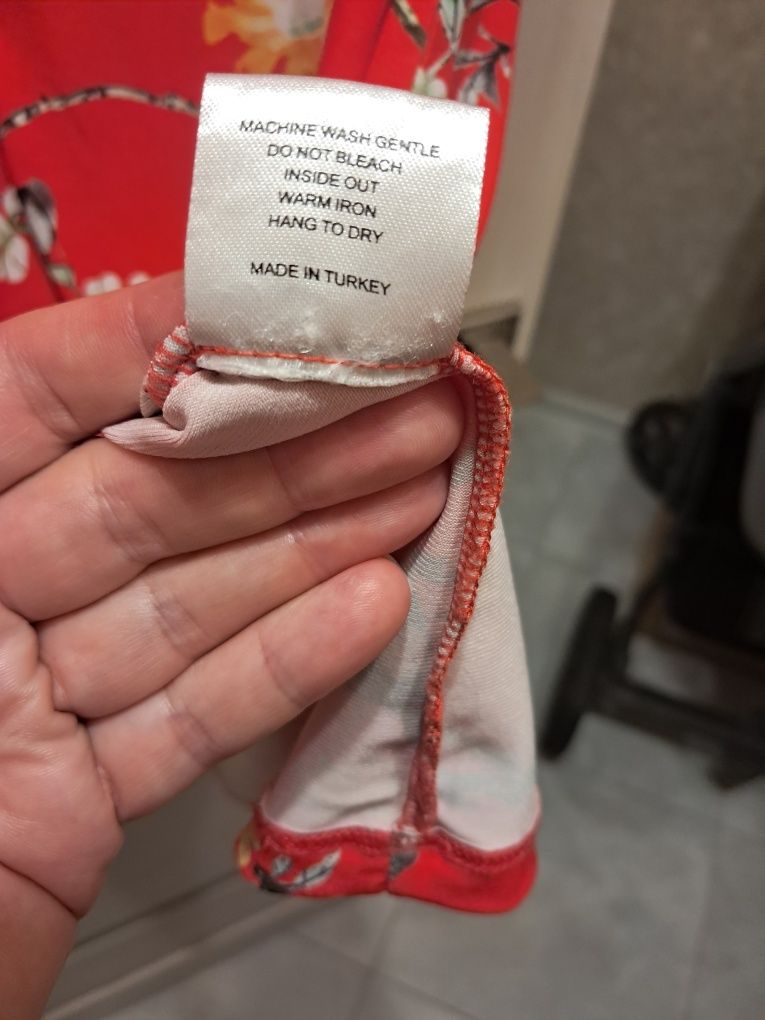 MACHINE WASH GENTLE
DO NOT BLEACH
INSIDE OUT
WARM IRON
HANG TO DRY
MADE IN TURKEY